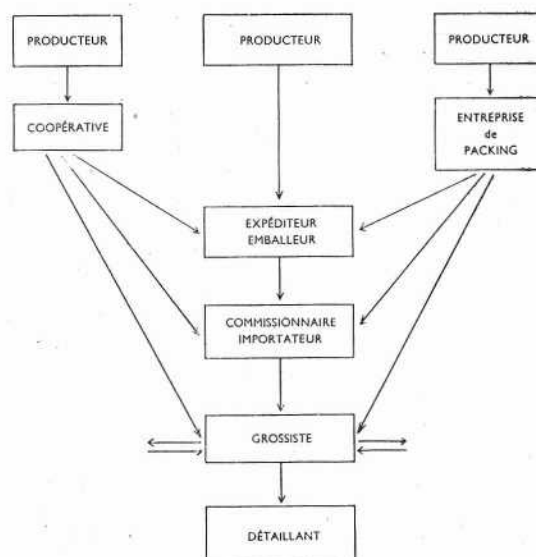 PRODUCTEUR
PRODUCTEUR
PRODUCTEUR
COOPÉRATIVE
ENTREPRISE
de
PACKING
EXPÉDITEUR
EMBALLEUR
COMMISSIONNAIRE
IMPORTATEUR
GROSSISTE
DÉTAILLANT